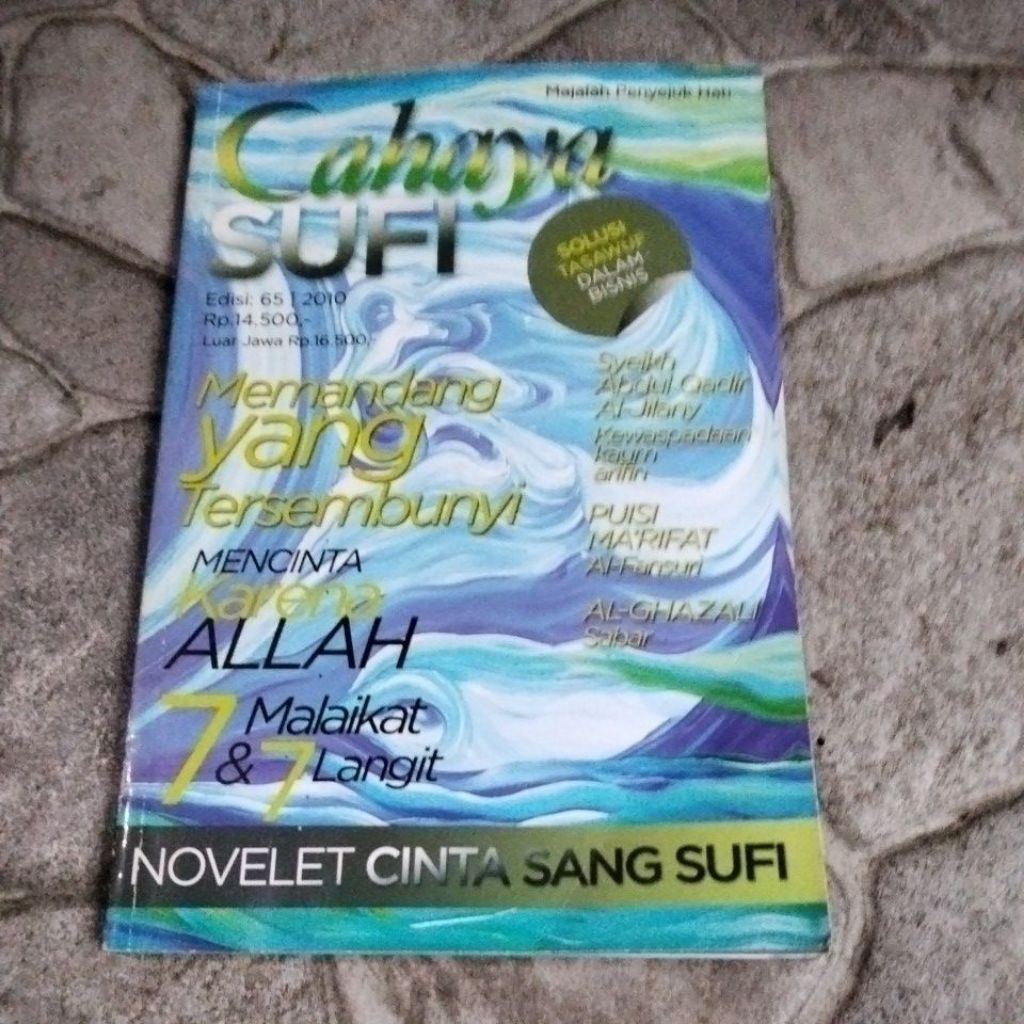 Majalah Penyejuk Hati
Cahaya
SUFI
SOLUSI
TASAWUF
DALAM
BISNIS
Edisi: 65 | 2010
Rp.14.500,-
Luar Jawa Rp.16.500,-
Memandang
yang
Tersembunyi
MENCINTA
Karena
ALLAH
7 Malaikat
& 7 Langit
Syeikh
Abdul Qadir
Al-Jilany
Kewaspadaan
kaum
arifin
PUISI
MA'RIFAT
Al-Fansuri
AL-GHAZALI
Sabar
NOVELET CINTA SANG SUFI